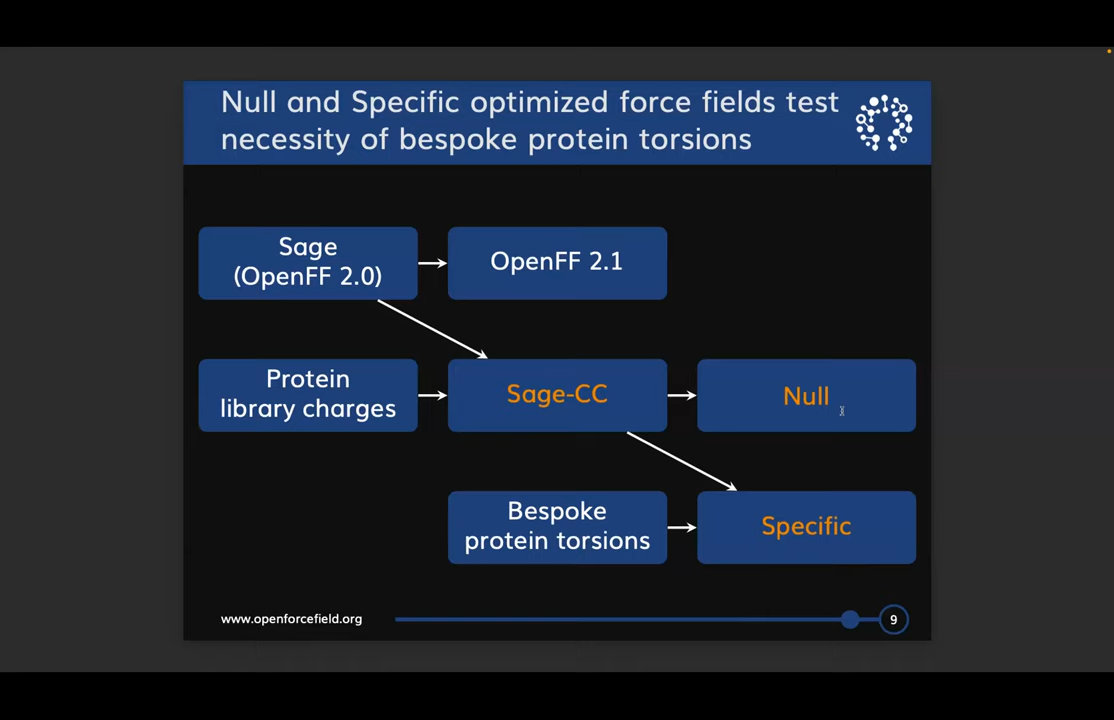 Null and Specific optimized force fields test
necessity of bespoke protein torsions
Sage
(OpenFF 2.0)
OpenFF 2.1
Protein
library charges
Sage-CC
Null
Bespoke
protein torsions
Specific
www.openforcefield.org
9